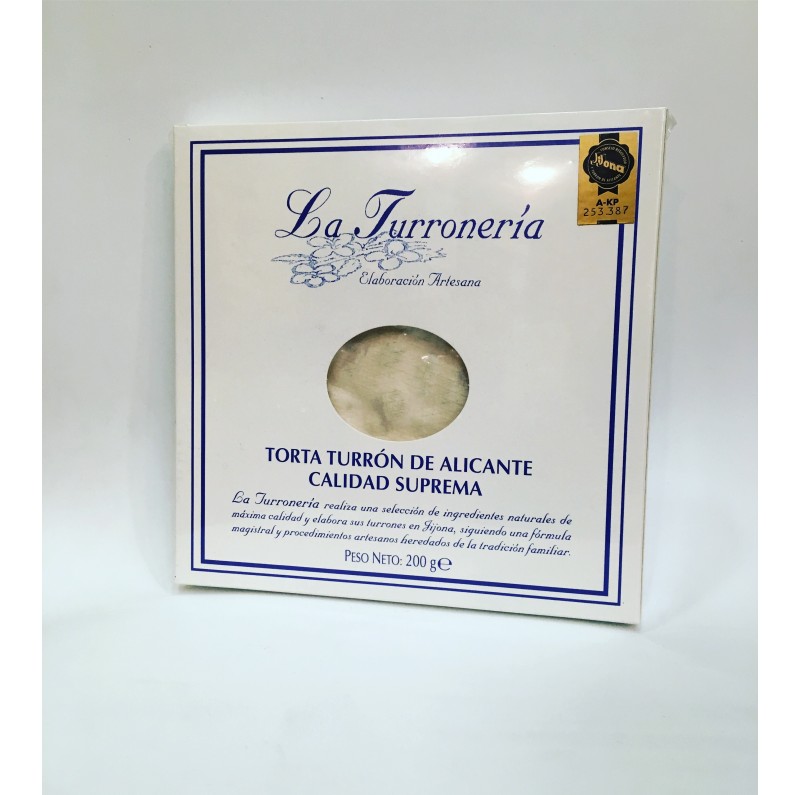 Jijona
A-KP
253.387
La Turronería
Elaboración Artesana
TORTA TURRÓN DE ALICANTE
CALIDAD SUPREMA
La Turronería realiza una selección de ingredientes naturales de
máxima calidad y elabora sus turrones en Jijona, siguiendo una fórmula
magistral y procedimientos artesanos heredados de la tradición familiar.
PESO NETO: 200 g℮